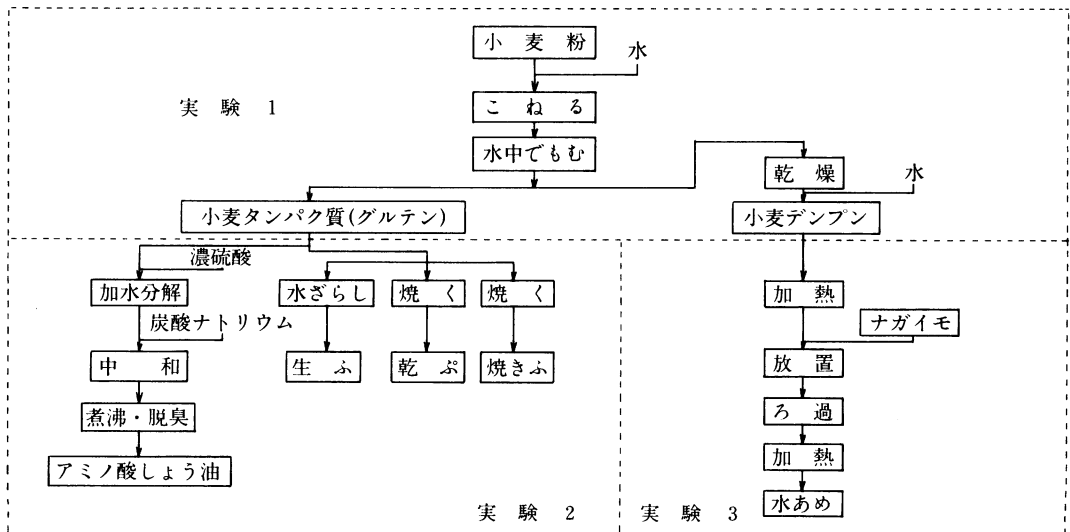 小麦粉
水
実験1
こねる
水中でもむ
乾燥
水
小麦タンパク質(グルテン)
小麦デンプン
濃硫酸
加水分解
水ざらし
焼く
焼く
加熱
炭酸ナトリウム
ナガイモ
中和
生ふ
乾ぶ
焼きふ
放置
煮沸・脱臭
ろ過
アミノ酸しょう油
加熱
水あめ
実験2
実験3